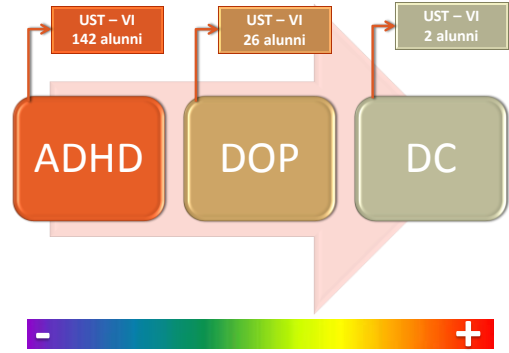 UST – VI
142 alunni
UST – VI
26 alunni
UST – VI
2 alunni
ADHD
DOP
DC
- +